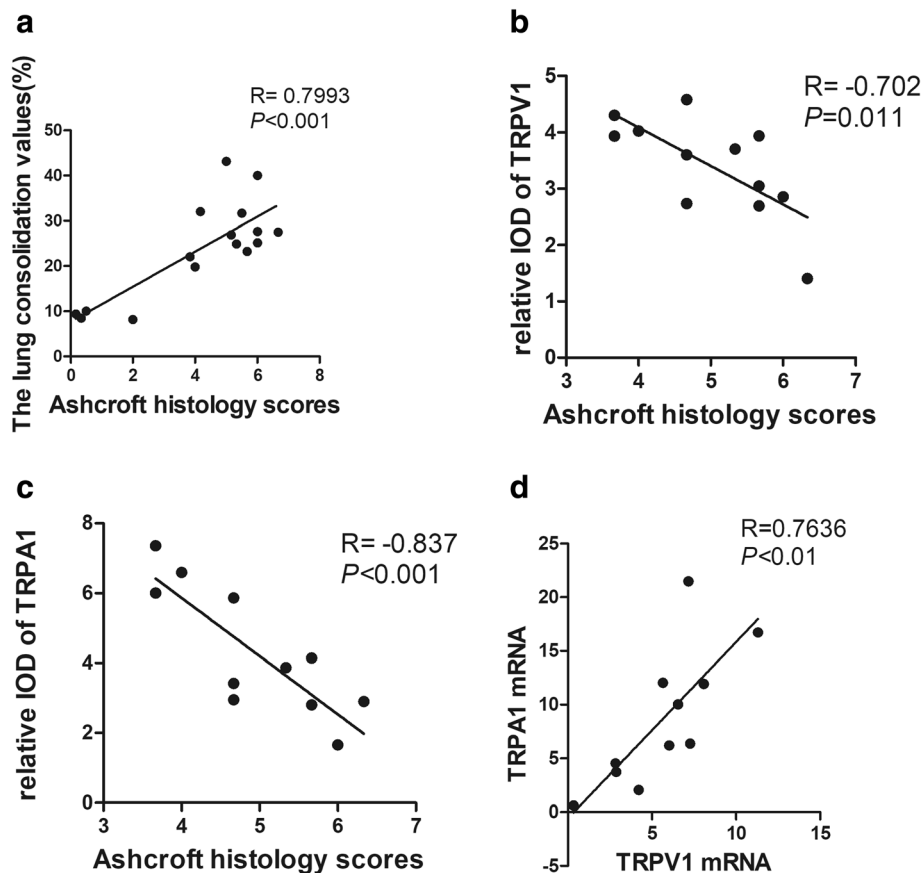 a
The lung consolidation values(%)
R= 0.7993
P<0.001
50
40
30
20
10
0
0 2 4 6 8
Ashcroft histology scores
b
relative IOD of TRPV1
R= -0.702
P=0.011
5
4
3
2
1
0
3 4 5 6 7
Ashcroft histology scores
c
relative IOD of TRPA1
R= -0.837
P<0.001
8
6
4
2
0
3 4 5 6 7
Ashcroft histology scores
d
TRPA1 mRNA
R=0.7636
P<0.01
25
20
15
10
5
0
-5
5 10 15
TRPV1 mRNA